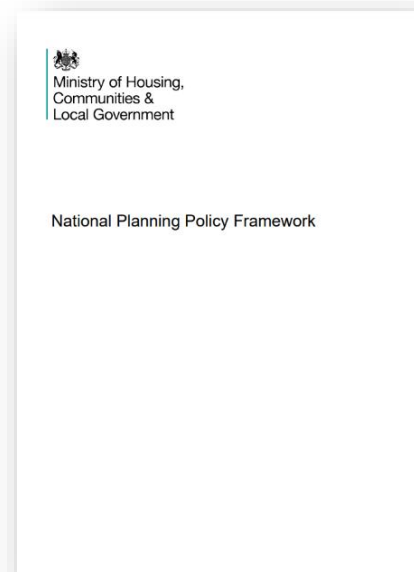 Ministry of Housing,
Communities &
Local Government
National Planning Policy Framework